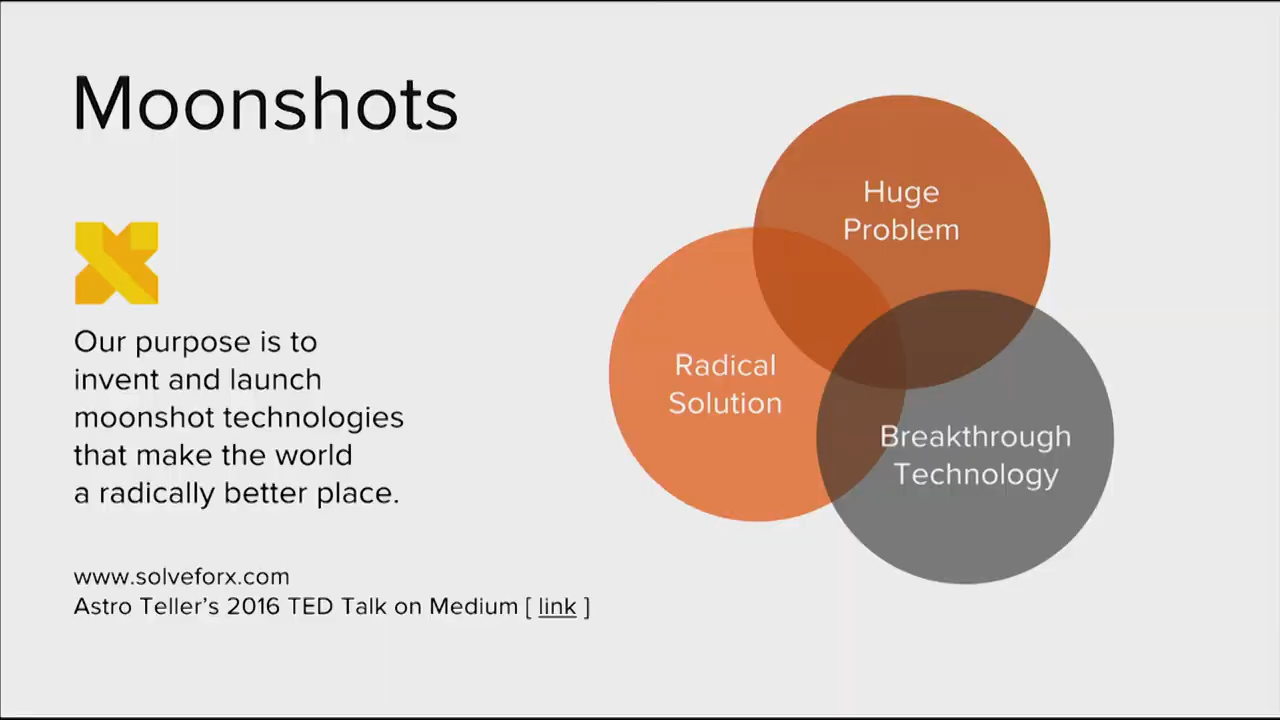 Moonshots
Our purpose is to
invent and launch
moonshot technologies
that make the world
a radically better place.
www.solveforx.com
Astro Teller’s 2016 TED Talk on Medium [ link ]
Huge
Problem
Radical
Solution
Breakthrough
Technology